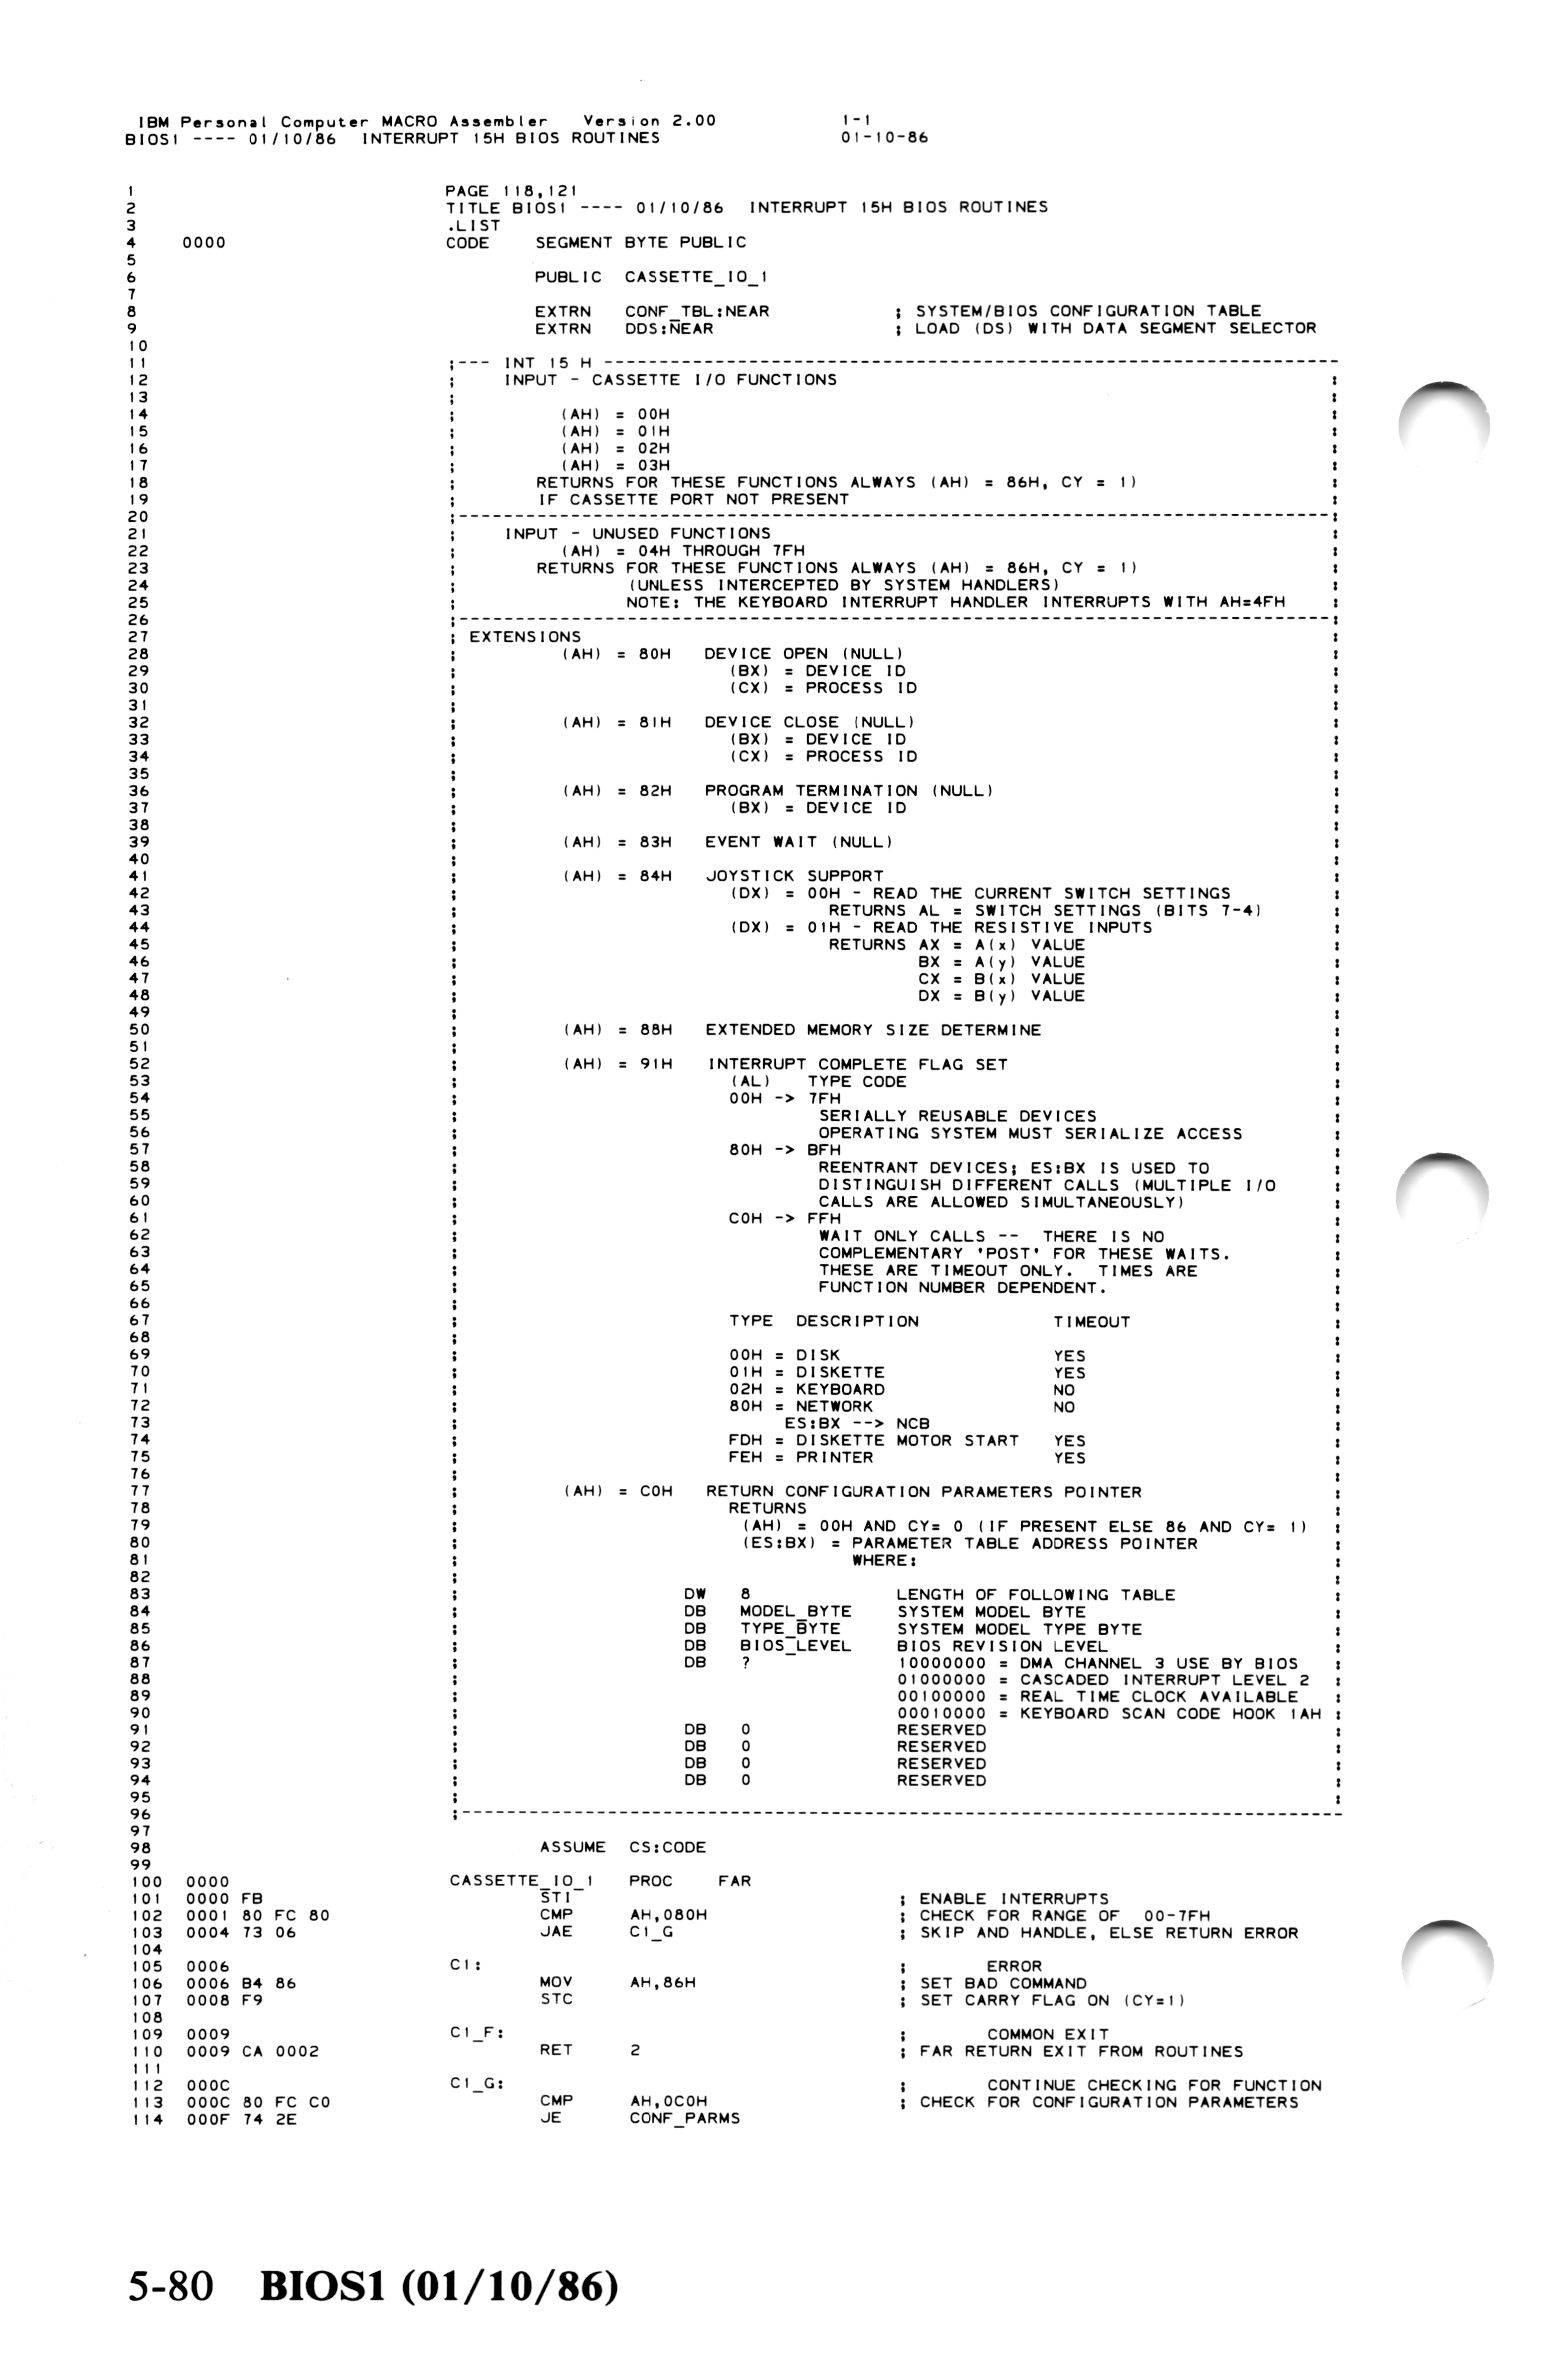 IBM Personal Computer MACRO Assembler   Version 2.00   1-1
BIOS1 ---- 01/10/86  INTERRUPT 15H BIOS ROUTINES   01-10-86
1   PAGE 118,121
2   TITLE BIOS1 ---- 01/10/86  INTERRUPT 15H BIOS ROUTINES
3   .LIST
4   0000   CODE   SEGMENT BYTE PUBLIC
5
6   PUBLIC  CASSETTE_IO_1
7
8   EXTRN   CONF_TBL:NEAR   ; SYSTEM/BIOS CONFIGURATION TABLE
9   EXTRN   DDS:NEAR   ; LOAD (DS) WITH DATA SEGMENT SELECTOR
10
11   ;--- INT 15 H -------------------------------------------------------------------------------
12   ;   INPUT - CASSETTE I/O FUNCTIONS   :
13   ;   :
14   ;   (AH) = 00H   :
15   ;   (AH) = 01H   :
16   ;   (AH) = 02H   :
17   ;   (AH) = 03H   :
18   ;   RETURNS FOR THESE FUNCTIONS ALWAYS (AH) = 86H, CY = 1)   :
19   ;   IF CASSETTE PORT NOT PRESENT   :
20   ;-----------------------------------------------------------------------------------------------:
21   ;   INPUT - UNUSED FUNCTIONS   :
22   ;   (AH) = 04H THROUGH 7FH   :
23   ;   RETURNS FOR THESE FUNCTIONS ALWAYS (AH) = 86H, CY = 1)   :
24   ;   (UNLESS INTERCEPTED BY SYSTEM HANDLERS)   :
25   ;   NOTE: THE KEYBOARD INTERRUPT HANDLER INTERRUPTS WITH AH=4FH   :
26   ;-----------------------------------------------------------------------------------------------:
27   ; EXTENSIONS   :
28   ;   (AH) = 80H   DEVICE OPEN (NULL)   :
29   ;   (BX) = DEVICE ID   :
30   ;   (CX) = PROCESS ID   :
31   ;   :
32   ;   (AH) = 81H   DEVICE CLOSE (NULL)   :
33   ;   (BX) = DEVICE ID   :
34   ;   (CX) = PROCESS ID   :
35   ;   :
36   ;   (AH) = 82H   PROGRAM TERMINATION (NULL)   :
37   ;   (BX) = DEVICE ID   :
38   ;   :
39   ;   (AH) = 83H   EVENT WAIT (NULL)   :
40   ;   :
41   ;   (AH) = 84H   JOYSTICK SUPPORT   :
42   ;   (DX) = 00H - READ THE CURRENT SWITCH SETTINGS   :
43   ;   RETURNS AL = SWITCH SETTINGS (BITS 7-4)   :
44   ;   (DX) = 01H - READ THE RESISTIVE INPUTS   :
45   ;   RETURNS AX = A(x) VALUE   :
46   ;   BX = A(y) VALUE   :
47   ;   CX = B(x) VALUE   :
48   ;   DX = B(y) VALUE   :
49   ;   :
50   ;   (AH) = 88H   EXTENDED MEMORY SIZE DETERMINE   :
51   ;   :
52   ;   (AH) = 91H   INTERRUPT COMPLETE FLAG SET   :
53   ;   (AL)   TYPE CODE   :
54   ;   00H -> 7FH   :
55   ;   SERIALLY REUSABLE DEVICES   :
56   ;   OPERATING SYSTEM MUST SERIALIZE ACCESS   :
57   ;   80H -> BFH   :
58   ;   REENTRANT DEVICES; ES:BX IS USED TO   :
59   ;   DISTINGUISH DIFFERENT CALLS (MULTIPLE I/O   :
60   ;   CALLS ARE ALLOWED SIMULTANEOUSLY)   :
61   ;   C0H -> FFH   :
62   ;   WAIT ONLY CALLS --  THERE IS NO   :
63   ;   COMPLEMENTARY 'POST' FOR THESE WAITS.   :
64   ;   THESE ARE TIMEOUT ONLY.  TIMES ARE   :
65   ;   FUNCTION NUMBER DEPENDENT.   :
66   ;   :
67   ;   TYPE  DESCRIPTION   TIMEOUT   :
68   ;   :
69   ;   00H = DISK   YES   :
70   ;   01H = DISKETTE   YES   :
71   ;   02H = KEYBOARD   NO   :
72   ;   80H = NETWORK   NO   :
73   ;   ES:BX --> NCB   :
74   ;   FDH = DISKETTE MOTOR START   YES   :
75   ;   FEH = PRINTER   YES   :
76   ;   :
77   ;   (AH) = C0H   RETURN CONFIGURATION PARAMETERS POINTER   :
78   ;   RETURNS   :
79   ;   (AH) = 00H AND CY= 0 (IF PRESENT ELSE 86 AND CY= 1)   :
80   ;   (ES:BX) = PARAMETER TABLE ADDRESS POINTER   :
81   ;   WHERE:   :
82   ;   :
83   ;   DW   8   LENGTH OF FOLLOWING TABLE   :
84   ;   DB   MODEL_BYTE   SYSTEM MODEL BYTE   :
85   ;   DB   TYPE_BYTE   SYSTEM MODEL TYPE BYTE   :
86   ;   DB   BIOS_LEVEL   BIOS REVISION LEVEL   :
87   ;   DB   ?   10000000 = DMA CHANNEL 3 USE BY BIOS   :
88   ;   01000000 = CASCADED INTERRUPT LEVEL 2   :
89   ;   00100000 = REAL TIME CLOCK AVAILABLE   :
90   ;   00010000 = KEYBOARD SCAN CODE HOOK 1AH :
91   ;   DB   0   RESERVED   :
92   ;   DB   0   RESERVED   :
93   ;   DB   0   RESERVED   :
94   ;   DB   0   RESERVED   :
95   ;   :
96   ;-----------------------------------------------------------------------------------------------
97
98   ASSUME  CS:CODE
99
100   0000   CASSETTE_IO_1   PROC   FAR
101   0000 FB   STI   ; ENABLE INTERRUPTS
102   0001 80 FC 80   CMP   AH,080H   ; CHECK FOR RANGE OF  00-7FH
103   0004 73 06   JAE   C1_G   ; SKIP AND HANDLE, ELSE RETURN ERROR
104
105   0006   C1:   ;   ERROR
106   0006 B4 86   MOV   AH,86H   ; SET BAD COMMAND
107   0008 F9   STC   ; SET CARRY FLAG ON (CY=1)
108
109   0009   C1_F:   ;   COMMON EXIT
110   0009 CA 0002   RET   2   ; FAR RETURN EXIT FROM ROUTINES
111
112   000C   C1_G:   ;   CONTINUE CHECKING FOR FUNCTION
113   000C 80 FC C0   CMP   AH,0C0H   ; CHECK FOR CONFIGURATION PARAMETERS
114   000F 74 2E   JE   CONF_PARMS
5-80   BIOS1 (01/10/86)